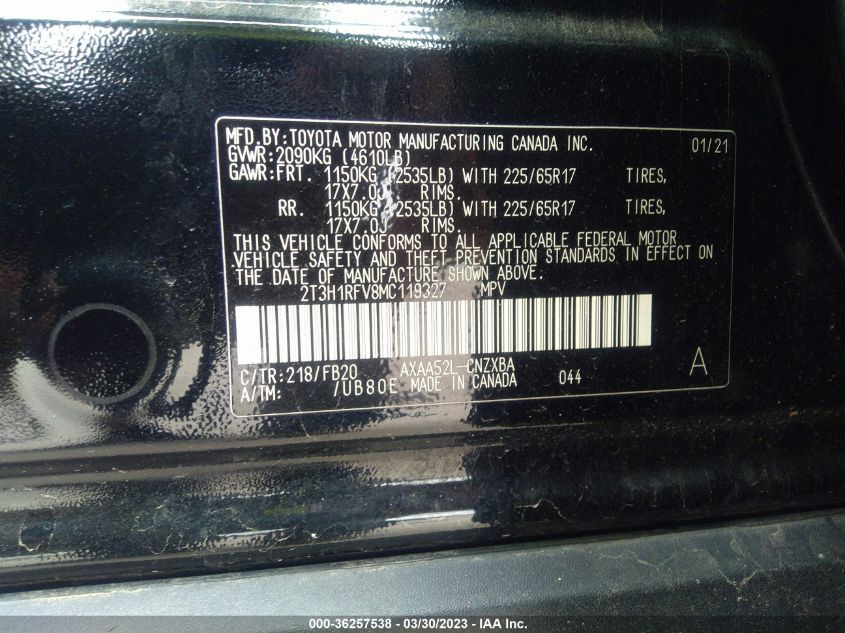 MFD.BY:TOYOTA MOTOR MANUFACTURING CANADA INC. 01/21
GVWR:2090KG (4610LB)
GAWR:FRT. 1150KG (2535LB) WITH 225/65R17 TIRES,
17X7.0J RIMS.
RR. 1150KG (2535LB) WITH 225/65R17 TIRES,
17X7.0J RIMS.
THIS VEHICLE CONFORMS TO ALL APPLICABLE FEDERAL MOTOR
VEHICLE SAFETY AND THEFT PREVENTION STANDARDS IN EFFECT ON
THE DATE OF MANUFACTURE SHOWN ABOVE.
2T3H1RFV8MC119327 MPV
C/TR:218/FB20 AXAA52L-CNZXBA A
A/TM: /UB80E MADE IN CANADA 044
000-36257538 - 03/30/2023 - IAA Inc.